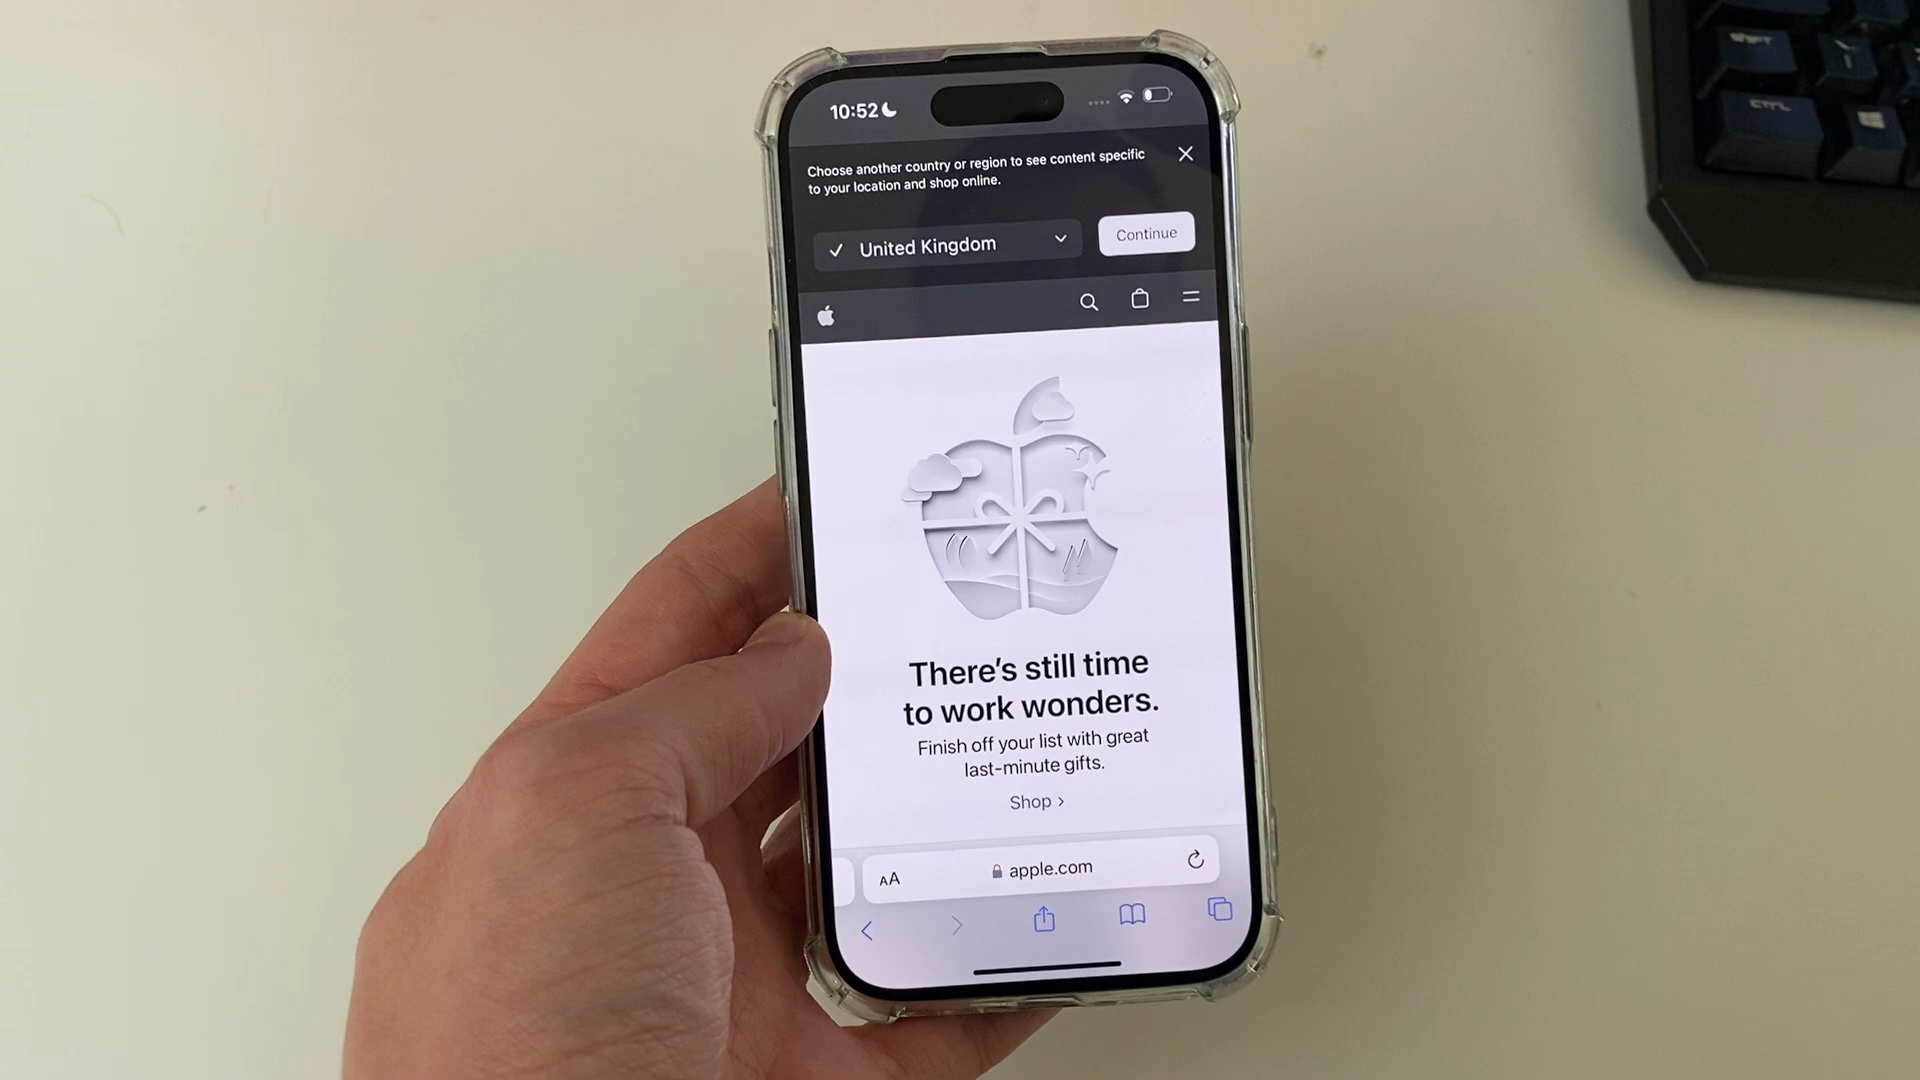 10:52
Choose another country or region to see content specific
to your location and shop online.
United Kingdom
Continue
There's still time
to work wonders.
Finish off your list with great
last-minute gifts.
Shop >
AA
apple.com
CTRL